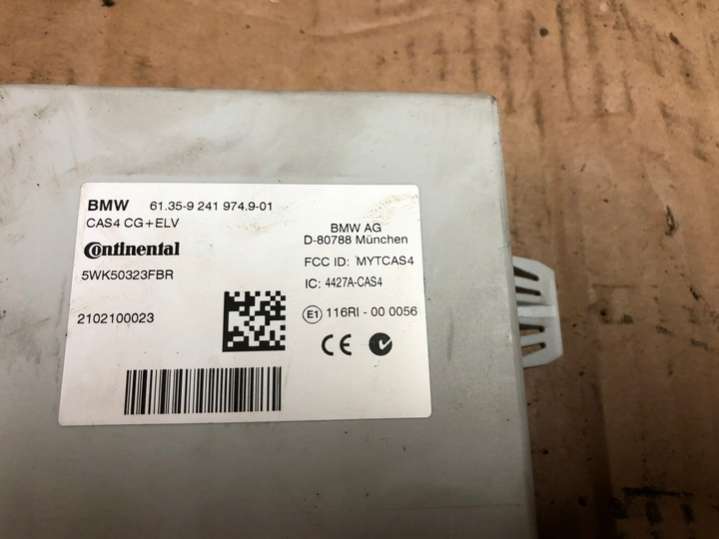 BMW 61.35-9 241 974.9-01
CAS4 CG+ELV
Continental
5WK50323FBR
2102100023
BMW AG
D-80788 München
FCC ID: MYTCAS4
IC: 4427A-CAS4
E1 116RI - 00 0056
CE